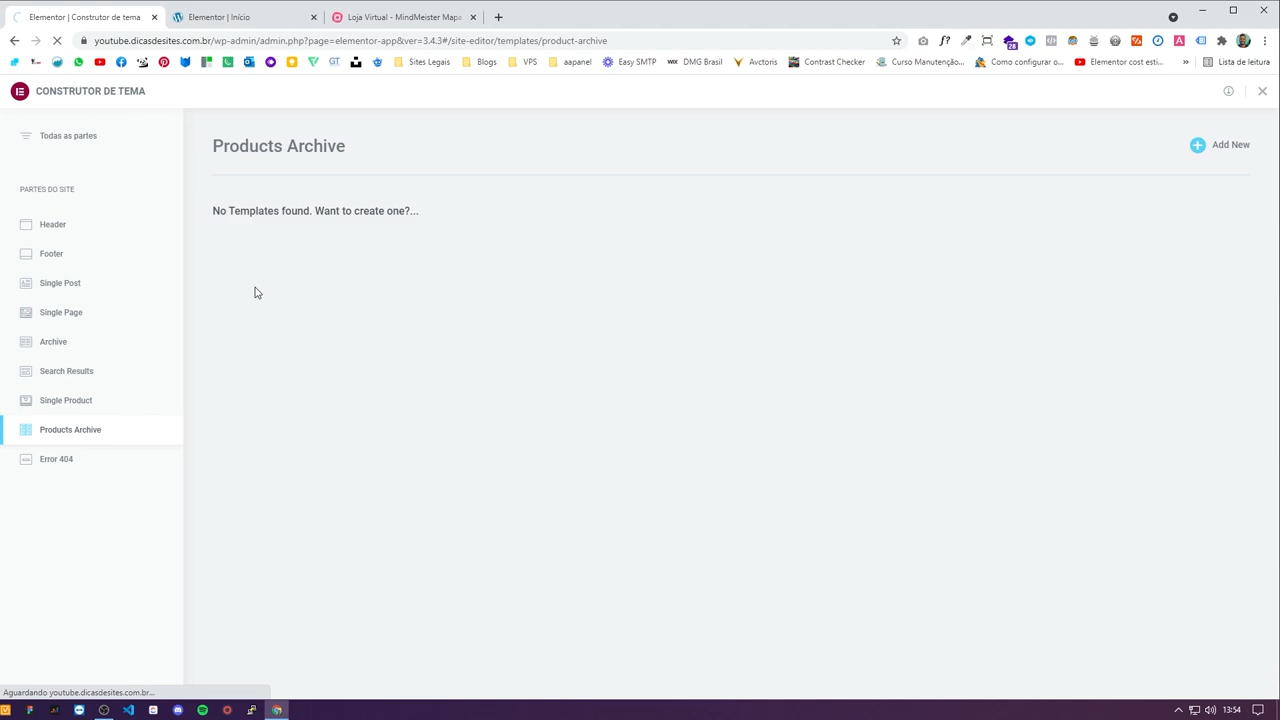 Elementor | Construtor de tema
Elementor | Início
Loja Virtual - MindMeister Mapa
youtube.dicasdesites.com.br/wp-admin/admin.php?page=elementor-app&ver=3.4.3#/site-editor/templates/product-archive
28
Sites Legais
Blogs
VPS
aapanel
Easy SMTP
WIX
DMG Brasil
Avctoris
Contrast Checker
Curso Manutenção...
Como configurar o...
Elementor cost esti...
»
Lista de leitura
CONSTRUTOR DE TEMA
Todas as partes
Products Archive
Add New
PARTES DO SITE
No Templates found. Want to create one?...
Header
Footer
Single Post
Single Page
Archive
Search Results
Single Product
Products Archive
Error 404
Aguardando youtube.dicasdesites.com.br...
13:54